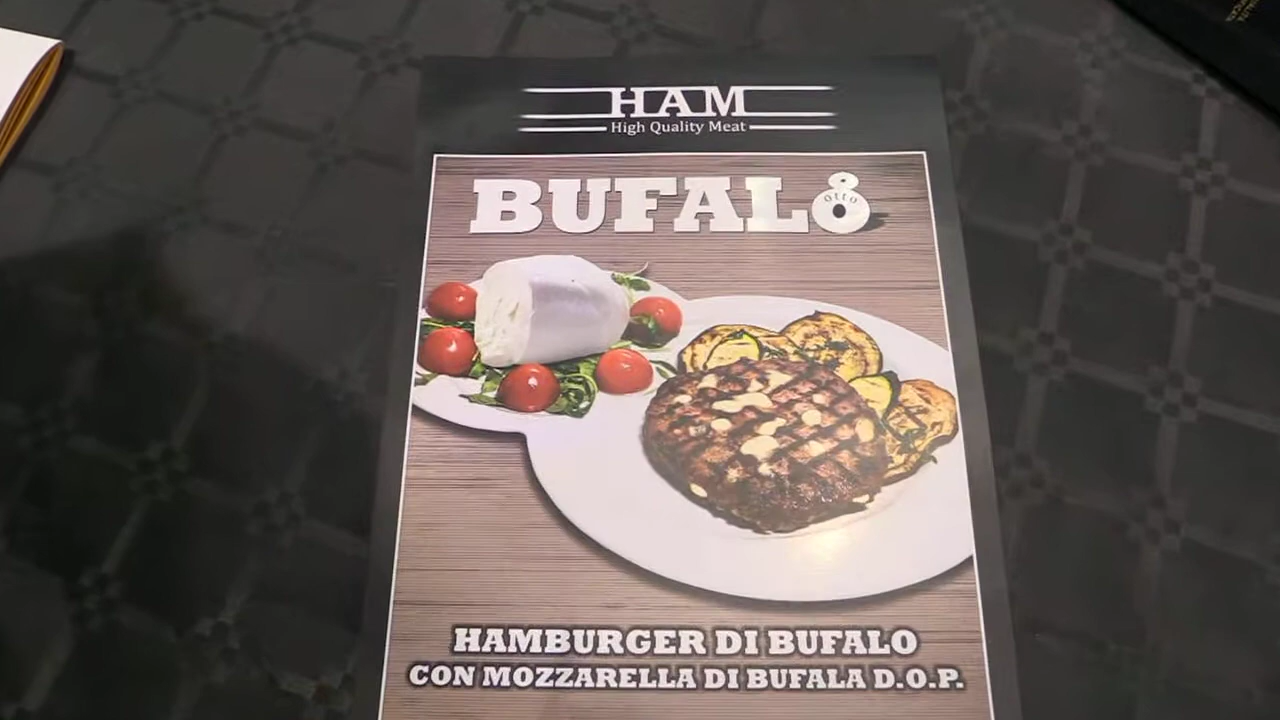 HAM
High Quality Meat
BUFAL8
OTTO
HAMBURGER DI BUFALO
CON MOZZARELLA DI BUFALA D.O.P.